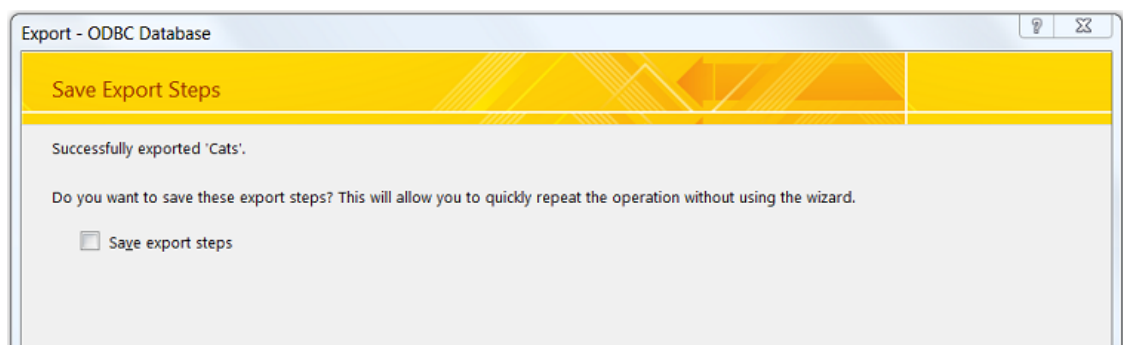 Export - ODBC Database
Save Export Steps
Successfully exported 'Cats'.
Do you want to save these export steps? This will allow you to quickly repeat the operation without using the wizard.
Save export steps